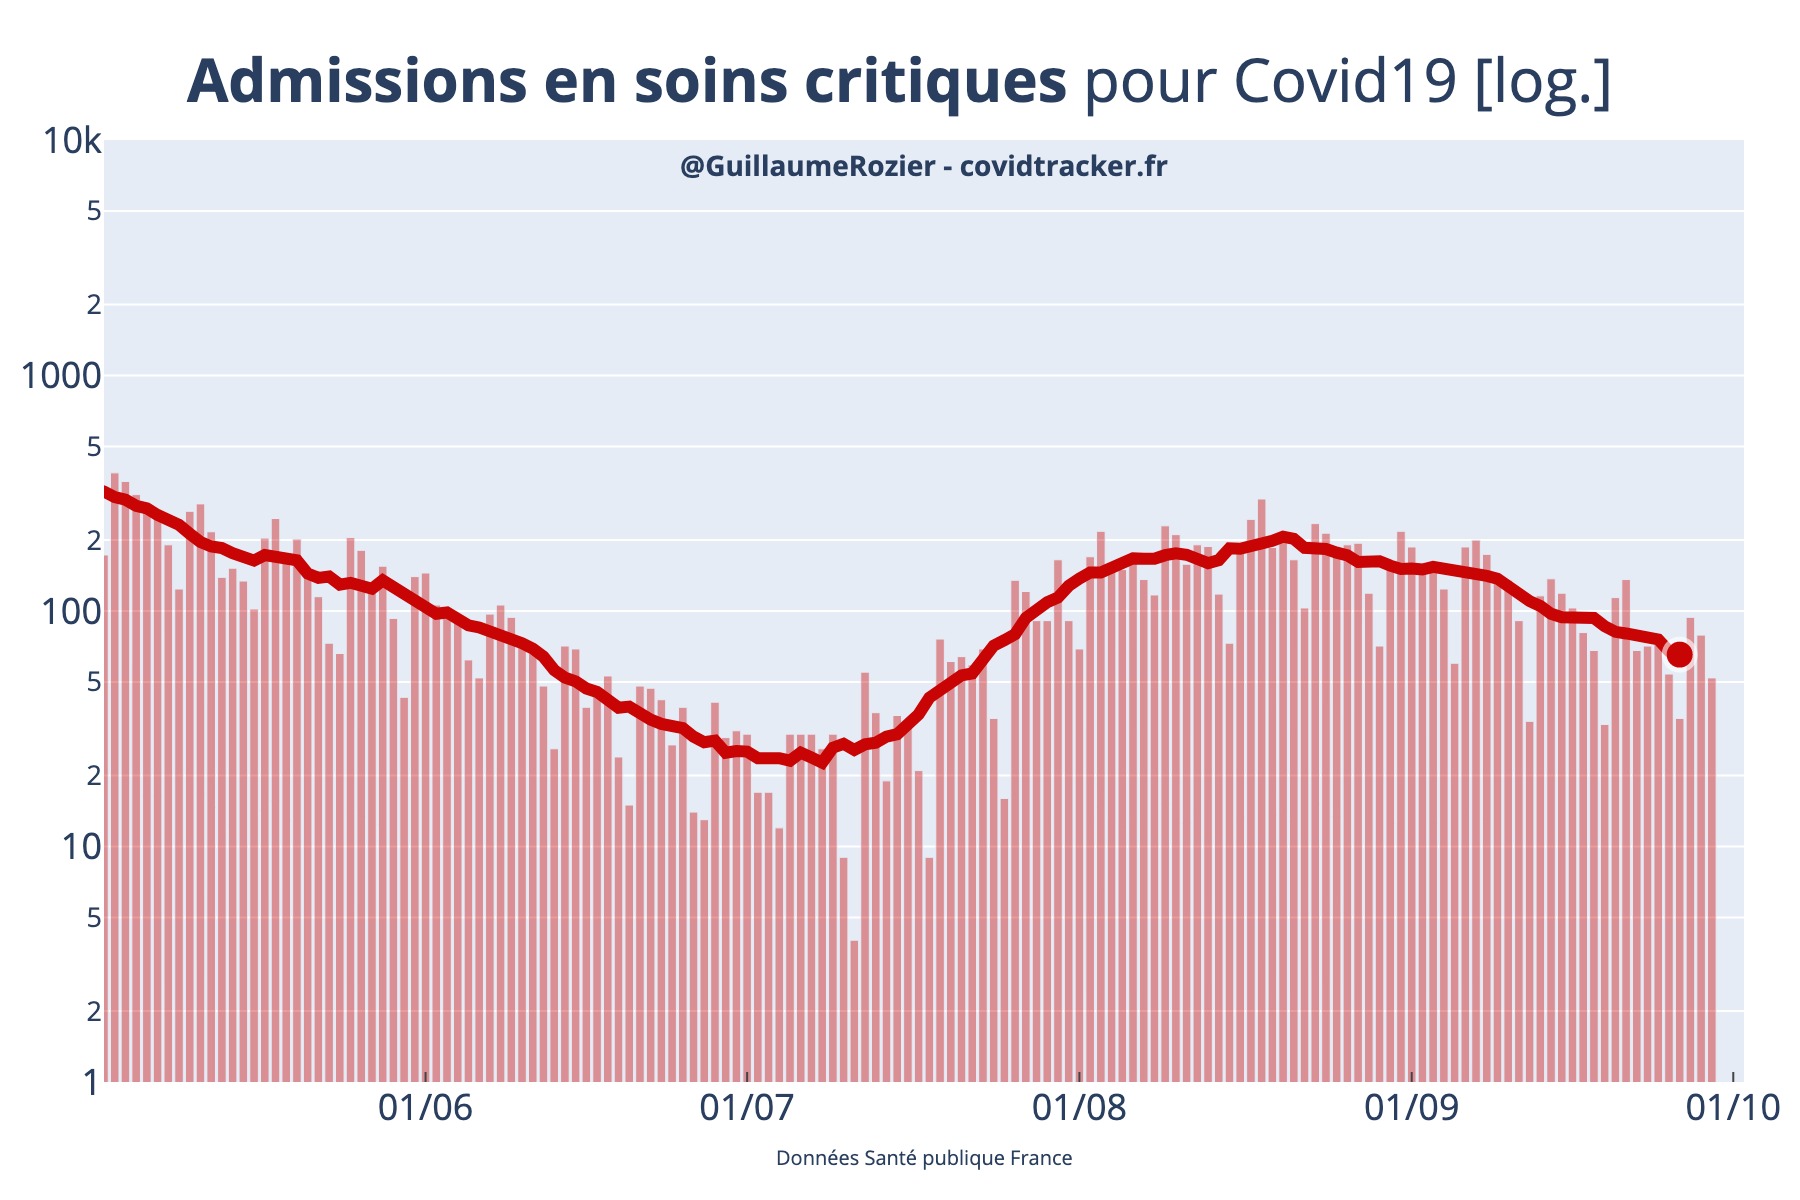 Admissions en soins critiques pour Covid19 [log.]
@GuillaumeRozier - covidtracker.fr
10k
5
2
1000
5
2
100
5
2
10
5
2
1
01/06 01/07 01/08 01/09 01/10
Données Santé publique France